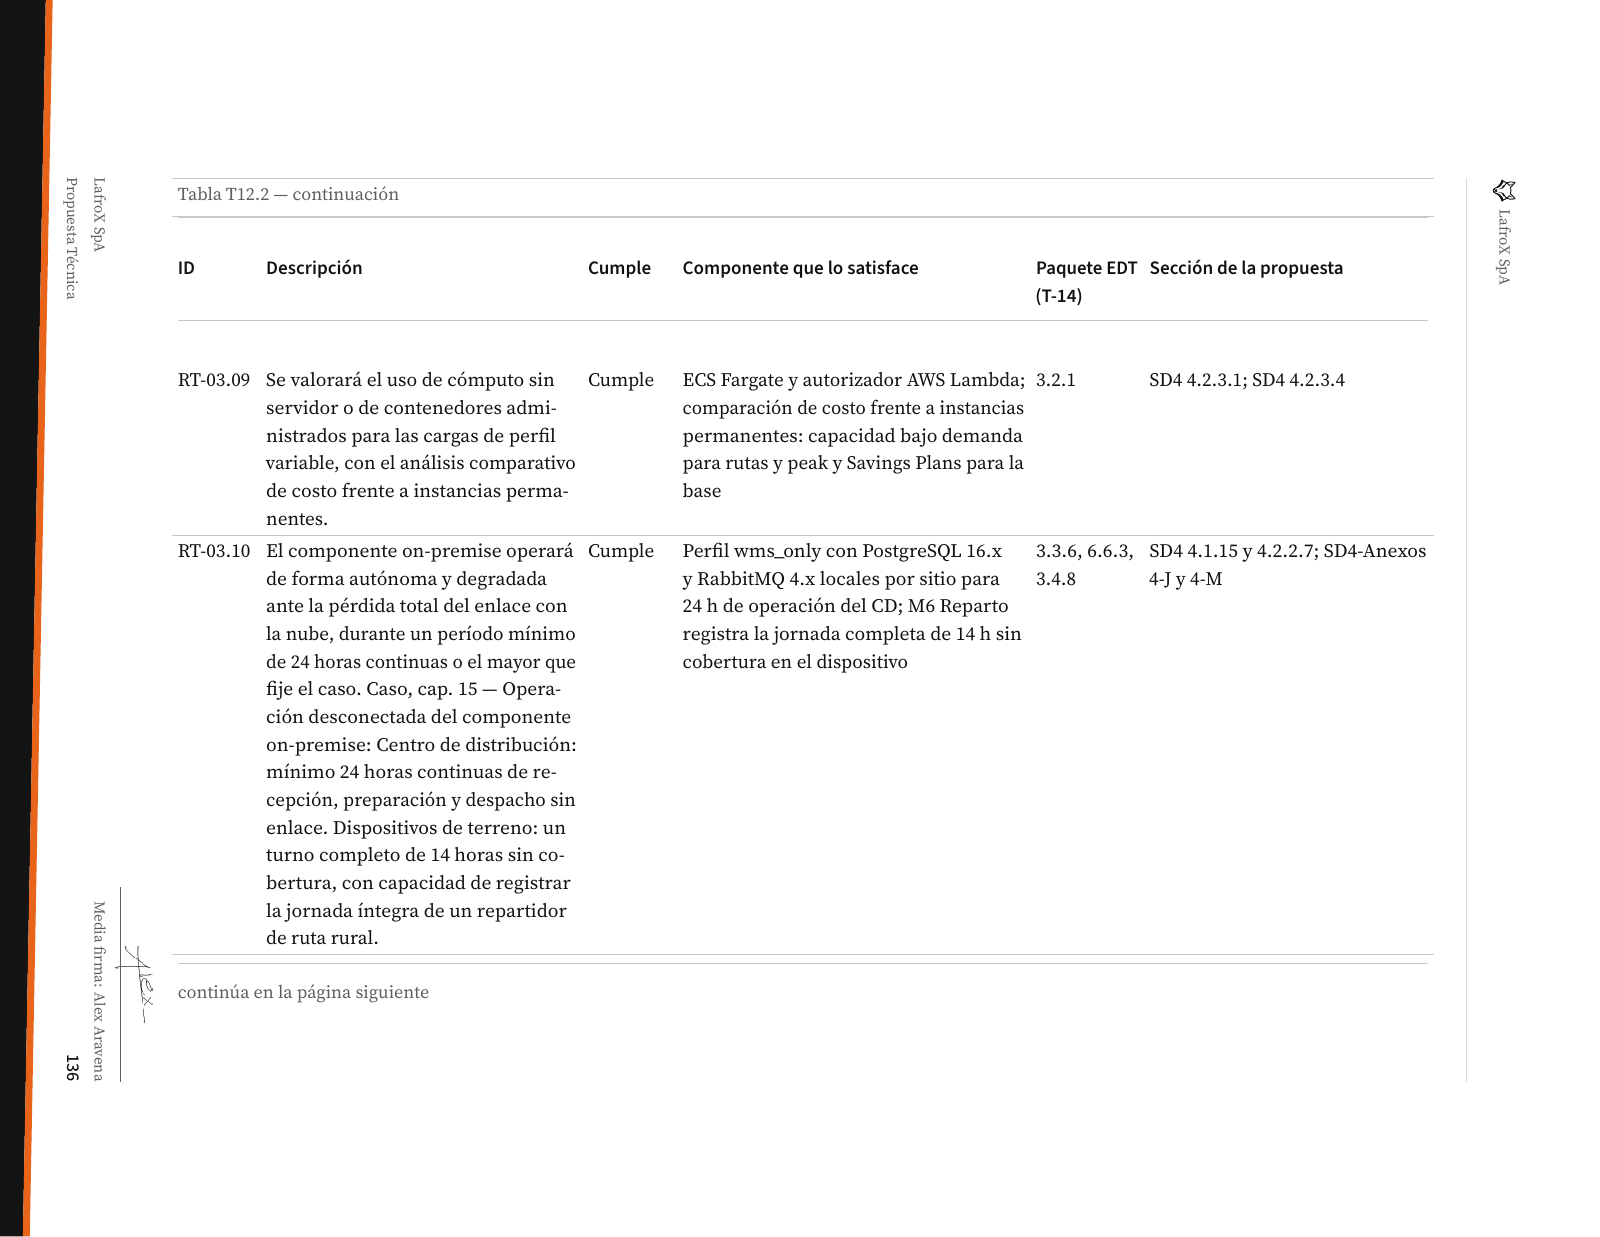 Tabla T12.2 — continuación
ID Descripción Cumple Componente que lo satisface Paquete EDT (T-14) Sección de la propuesta
RT-03.09
Se valorará el uso de cómputo sin
servidor o de contenedores admi-
nistrados para las cargas de perfil
variable, con el análisis comparativo
de costo frente a instancias perma-
nentes.
Cumple
ECS Fargate y autorizador AWS Lambda;
comparación de costo frente a instancias
permanentes: capacidad bajo demanda
para rutas y peak y Savings Plans para la
base
3.2.1
SD4 4.2.3.1; SD4 4.2.3.4
RT-03.10
El componente on-premise operará
de forma autónoma y degradada
ante la pérdida total del enlace con
la nube, durante un período mínimo
de 24 horas continuas o el mayor que
fije el caso. Caso, cap. 15 — Opera-
ción desconectada del componente
on-premise: Centro de distribución:
mínimo 24 horas continuas de re-
cepción, preparación y despacho sin
enlace. Dispositivos de terreno: un
turno completo de 14 horas sin co-
bertura, con capacidad de registrar
la jornada íntegra de un repartidor
de ruta rural.
Cumple
Perfil wms_only con PostgreSQL 16.x
y RabbitMQ 4.x locales por sitio para
24 h de operación del CD; M6 Reparto
registra la jornada completa de 14 h sin
cobertura en el dispositivo
3.3.6, 6.6.3,
3.4.8
SD4 4.1.15 y 4.2.2.7; SD4-Anexos
4-J y 4-M
continúa en la página siguiente
LafroX SpA
LafroX SpA
Propuesta Técnica
Alex
Media firma: Alex Aravena
136